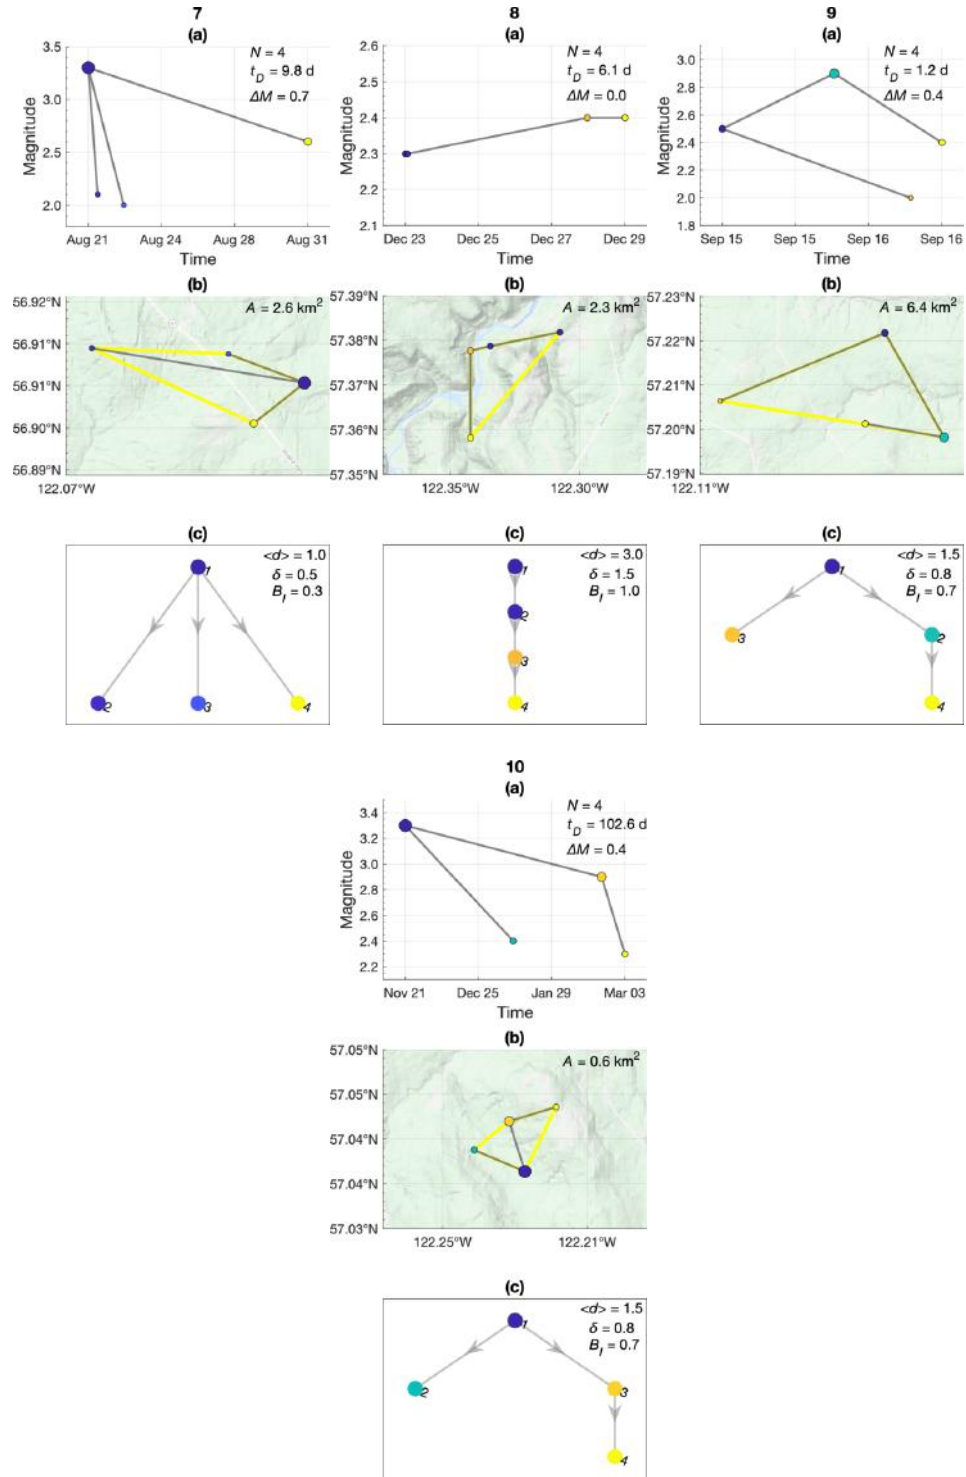 7
(a)
3.5
3.0
2.5
2.0
Magnitude
N = 4
t_D = 9.8 d
ΔM = 0.7
Aug 21
Aug 24
Aug 28
Aug 31
Time
(b)
56.92°N
56.91°N
56.91°N
56.90°N
56.89°N
A = 2.6 km²
122.07°W
(c)
<d> = 1.0
δ = 0.5
B_l = 0.3
1
2
3
4
8
(a)
2.6
2.5
2.4
2.3
2.2
2.1
Magnitude
N = 4
t_D = 6.1 d
ΔM = 0.0
Dec 23
Dec 25
Dec 27
Dec 29
Time
(b)
57.39°N
57.38°N
57.37°N
57.36°N
57.35°N
A = 2.3 km²
122.35°W
122.30°W
(c)
<d> = 3.0
δ = 1.5
B_l = 1.0
1
2
3
4
9
(a)
3.0
2.8
2.6
2.4
2.2
2.0
1.8
Magnitude
N = 4
t_D = 1.2 d
ΔM = 0.4
Sep 15
Sep 15
Sep 16
Sep 16
Time
(b)
57.23°N
57.22°N
57.21°N
57.20°N
57.19°N
A = 6.4 km²
122.11°W
(c)
<d> = 1.5
δ = 0.8
B_l = 0.7
1
3
2
4
10
(a)
3.4
3.2
3.0
2.8
2.6
2.4
2.2
Magnitude
N = 4
t_D = 102.6 d
ΔM = 0.4
Nov 21
Dec 25
Jan 29
Mar 03
Time
(b)
57.05°N
57.05°N
57.04°N
57.04°N
57.03°N
A = 0.6 km²
122.25°W
122.21°W
(c)
<d> = 1.5
δ = 0.8
B_l = 0.7
1
2
3
4